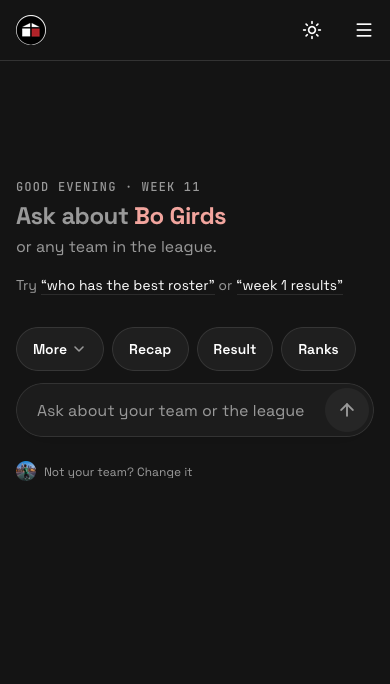 GOOD EVENING · WEEK 11
Ask about Bo Girds
or any team in the league.
Try “who has the best roster” or “week 1 results”
More Recap Result Ranks
Ask about your team or the league
Not your team? Change it